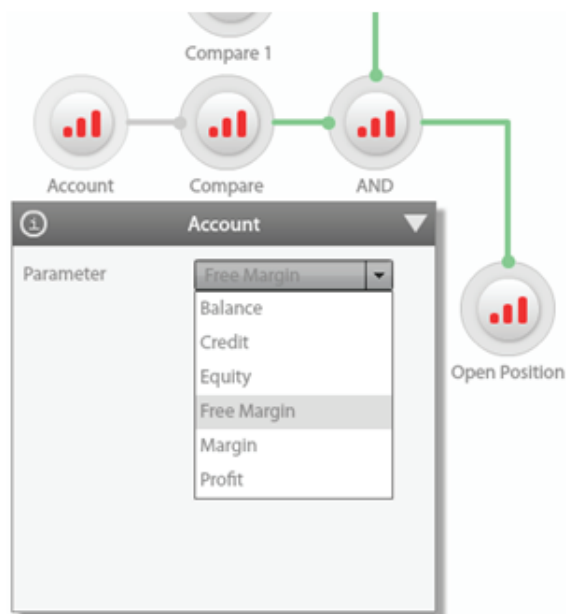 Compare 1
Account
Compare
AND
Account
Parameter
Free Margin
Balance
Credit
Equity
Free Margin
Margin
Profit
Open Position